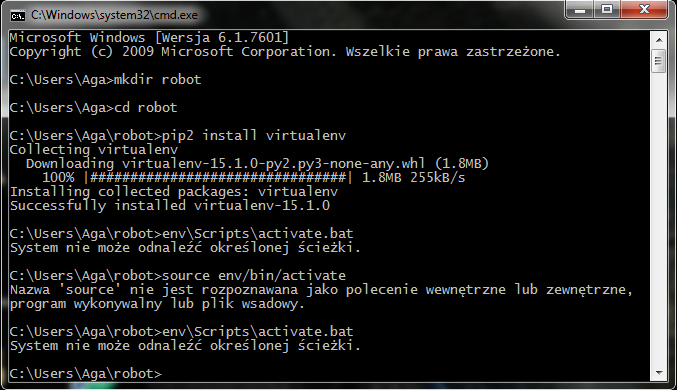 C:\Windows\system32\cmd.exe
Microsoft Windows [Wersja 6.1.7601]
Copyright (c) 2009 Microsoft Corporation. Wszelkie prawa zastrzeżone.
C:\Users\Aga>mkdir robot
C:\Users\Aga>cd robot
C:\Users\Aga\robot>pip2 install virtualenv
Collecting virtualenv
  Downloading virtualenv-15.1.0-py2.py3-none-any.whl (1.8MB)
    100% |################################| 1.8MB 255kB/s
Installing collected packages: virtualenv
Successfully installed virtualenv-15.1.0
C:\Users\Aga\robot>env\Scripts\activate.bat
System nie może odnaleźć określonej ścieżki.
C:\Users\Aga\robot>source env/bin/activate
Nazwa 'source' nie jest rozpoznawana jako polecenie wewnętrzne lub zewnętrzne,
program wykonywalny lub plik wsadowy.
C:\Users\Aga\robot>env\Scripts\activate.bat
System nie może odnaleźć określonej ścieżki.
C:\Users\Aga\robot>